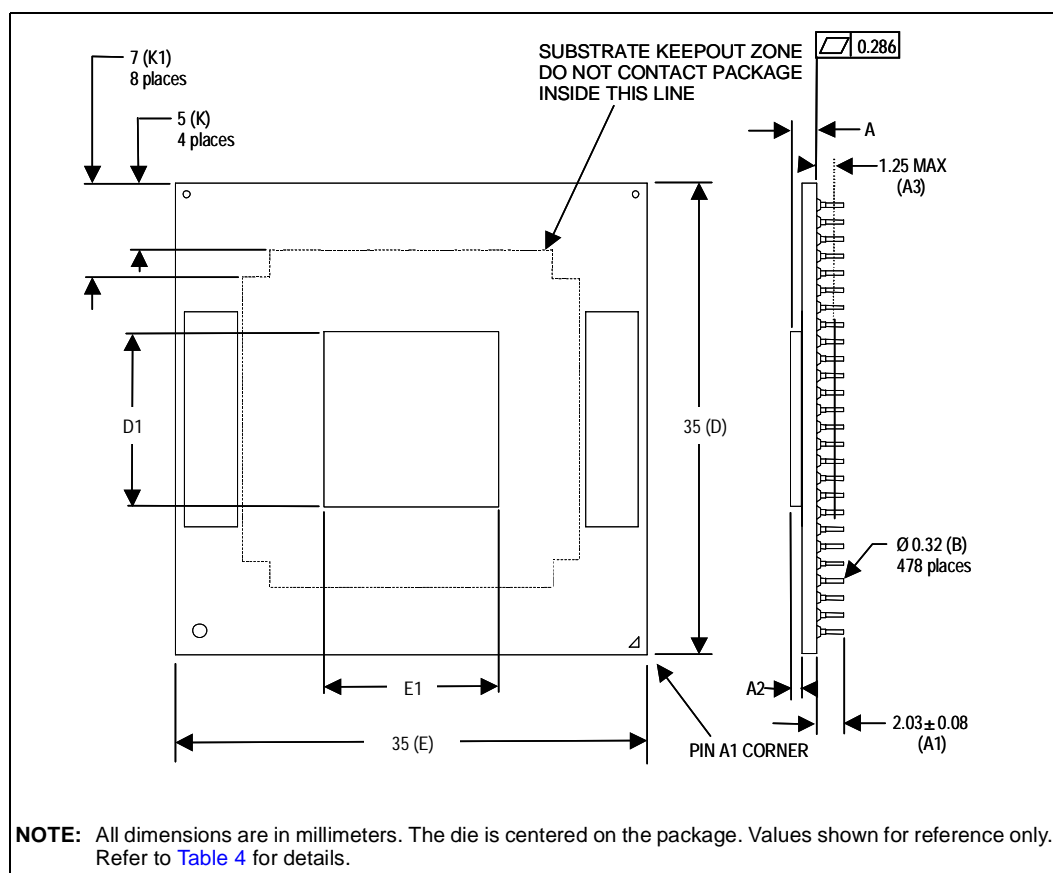 7 (K1)
8 places
5 (K)
4 places
SUBSTRATE KEEPOUT ZONE
DO NOT CONTACT PACKAGE
INSIDE THIS LINE
0.286
A
1.25 MAX
(A3)
D1
35 (D)
Ø 0.32 (B)
478 places
E1
A2
35 (E)
PIN A1 CORNER
2.03 ± 0.08
(A1)
NOTE: All dimensions are in millimeters. The die is centered on the package. Values shown for reference only.
Refer to Table 4 for details.